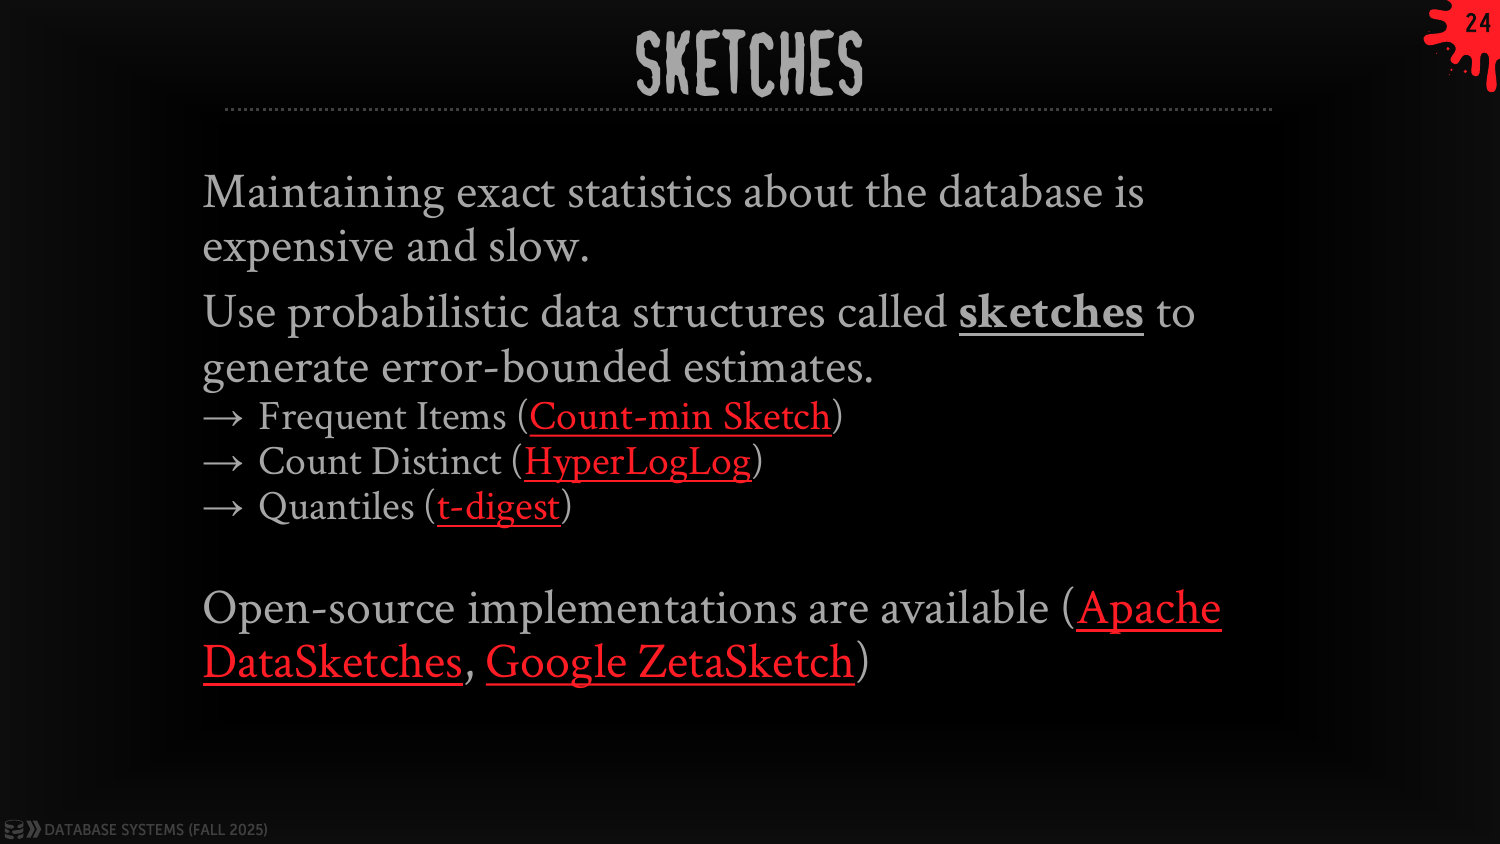 24
SKETCHES
Maintaining exact statistics about the database is
expensive and slow.
Use probabilistic data structures called sketches to
generate error-bounded estimates.
→ Frequent Items (Count-min Sketch)
→ Count Distinct (HyperLogLog)
→ Quantiles (t-digest)
Open-source implementations are available (Apache
DataSketches, Google ZetaSketch)
DATABASE SYSTEMS (FALL 2025)